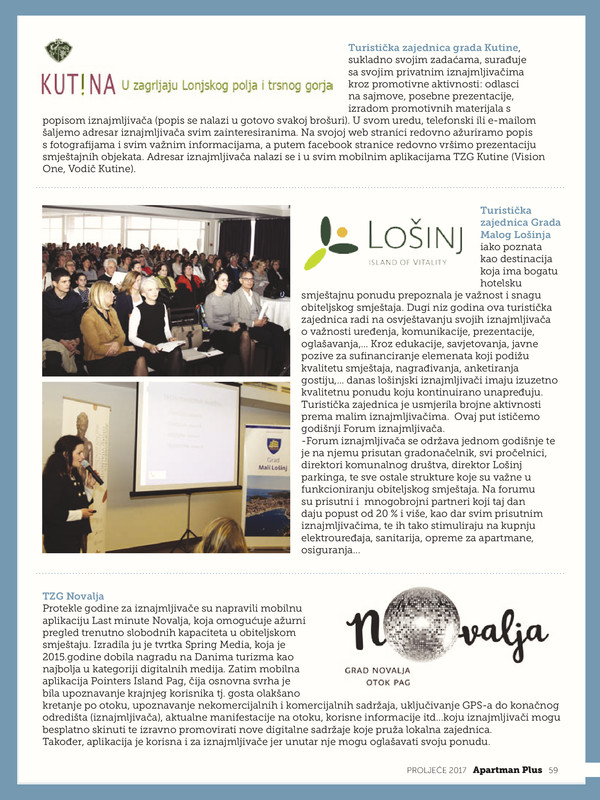 KUT!NA U zagrljaju Lonjskog polja i trsnog gorja
Turistička zajednica grada Kutine,
sukladno svojim zadaćama, surađuje
sa svojim privatnim iznajmljivačima
kroz promotivne aktivnosti: odlasci
na sajmove, posebne prezentacije,
izradom promotivnih materijala s
popisom iznajmljivača (popis se nalazi u gotovo svakoj brošuri). U svom uredu, telefonski ili e-mailom
šaljemo adresar iznajmljivača svim zainteresiranima. Na svojoj web stranici redovno ažuriramo popis
s fotografijama i svim važnim informacijama, a putem facebook stranice redovno vršimo prezentaciju
smještajnih objekata. Adresar iznajmljivača nalazi se i u svim mobilnim aplikacijama TZG Kutine (Vision
One, Vodič Kutine).
LOŠINJ
ISLAND OF VITALITY
Turistička
zajednica Grada
Malog Lošinja
iako poznata
kao destinacija
koja ima bogatu
hotelsku
smještajnu ponudu prepoznala je važnost i snagu
obiteljskog smještaja. Dugi niz godina ova turistička
zajednica radi na osvještavanju svojih iznajmljivača
o važnosti uređenja, komunikacije, prezentacije,
oglašavanja,... Kroz edukacije, savjetovanja, javne
pozive za sufinanciranje elemenata koji podižu
kvalitetu smještaja, nagrađivanja, anketiranja
gostiju,... danas lošinjski iznajmljivači imaju izuzetno
kvalitetnu ponudu koju kontinuirano unapređuju.
Turistička zajednica je usmjerila brojne aktivnosti
prema malim iznajmljivačima.  Ovaj put ističemo
godišnji Forum iznajmljivača.
-Forum iznajmljivača se održava jednom godišnje te
je na njemu prisutan gradonačelnik, svi pročelnici,
direktori komunalnog društva, direktor Lošinj
parkinga, te sve ostale strukture koje su važne u
funkcioniranju obiteljskog smještaja. Na forumu
su prisutni i  mnogobrojni partneri koji taj dan
daju popust od 20 % i više, kao dar svim prisutnim
iznajmljivačima, te ih tako stimuliraju na kupnju
elektrouređaja, sanitarija, opreme za apartmane,
osiguranja...
Grad
Mali Lošinj
TZG Novalja
Protekle godine za iznajmljivače su napravili mobilnu
aplikaciju Last minute Novalja, koja omogućuje ažurni
pregled trenutno slobodnih kapaciteta u obiteljskom
smještaju. Izradila ju je tvrtka Spring Media, koja je
2015.godine dobila nagradu na Danima turizma kao
najbolja u kategoriji digitalnih medija. Zatim mobilna
aplikacija Pointers Island Pag, čija osnovna svrha je
bila upoznavanje krajnjeg korisnika tj. gosta olakšano
kretanje po otoku, upoznavanje nekomercijalnih i komercijalnih sadržaja, uključivanje GPS-a do konačnog
odredišta (iznajmljivača), aktualne manifestacije na otoku, korisne informacije itd...koju iznajmljivači mogu
besplatno skinuti te izravno promovirati nove digitalne sadržaje koje pruža lokalna zajednica.
Također, aplikacija je korisna i za iznajmljivače jer unutar nje mogu oglašavati svoju ponudu.
novalja
GRAD NOVALJA
OTOK PAG
PROLJEĆE 2017 Apartman Plus 59